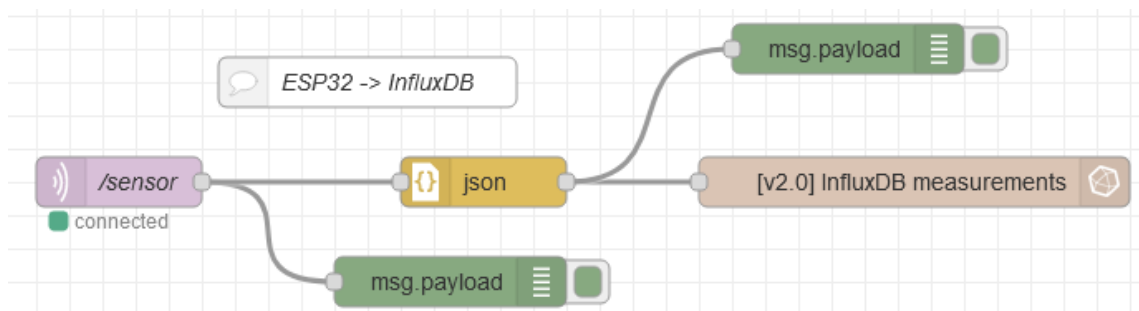 msg.payload
ESP32 -> InfluxDB
/sensor
{} json
[v2.0] InfluxDB measurements
connected
msg.payload